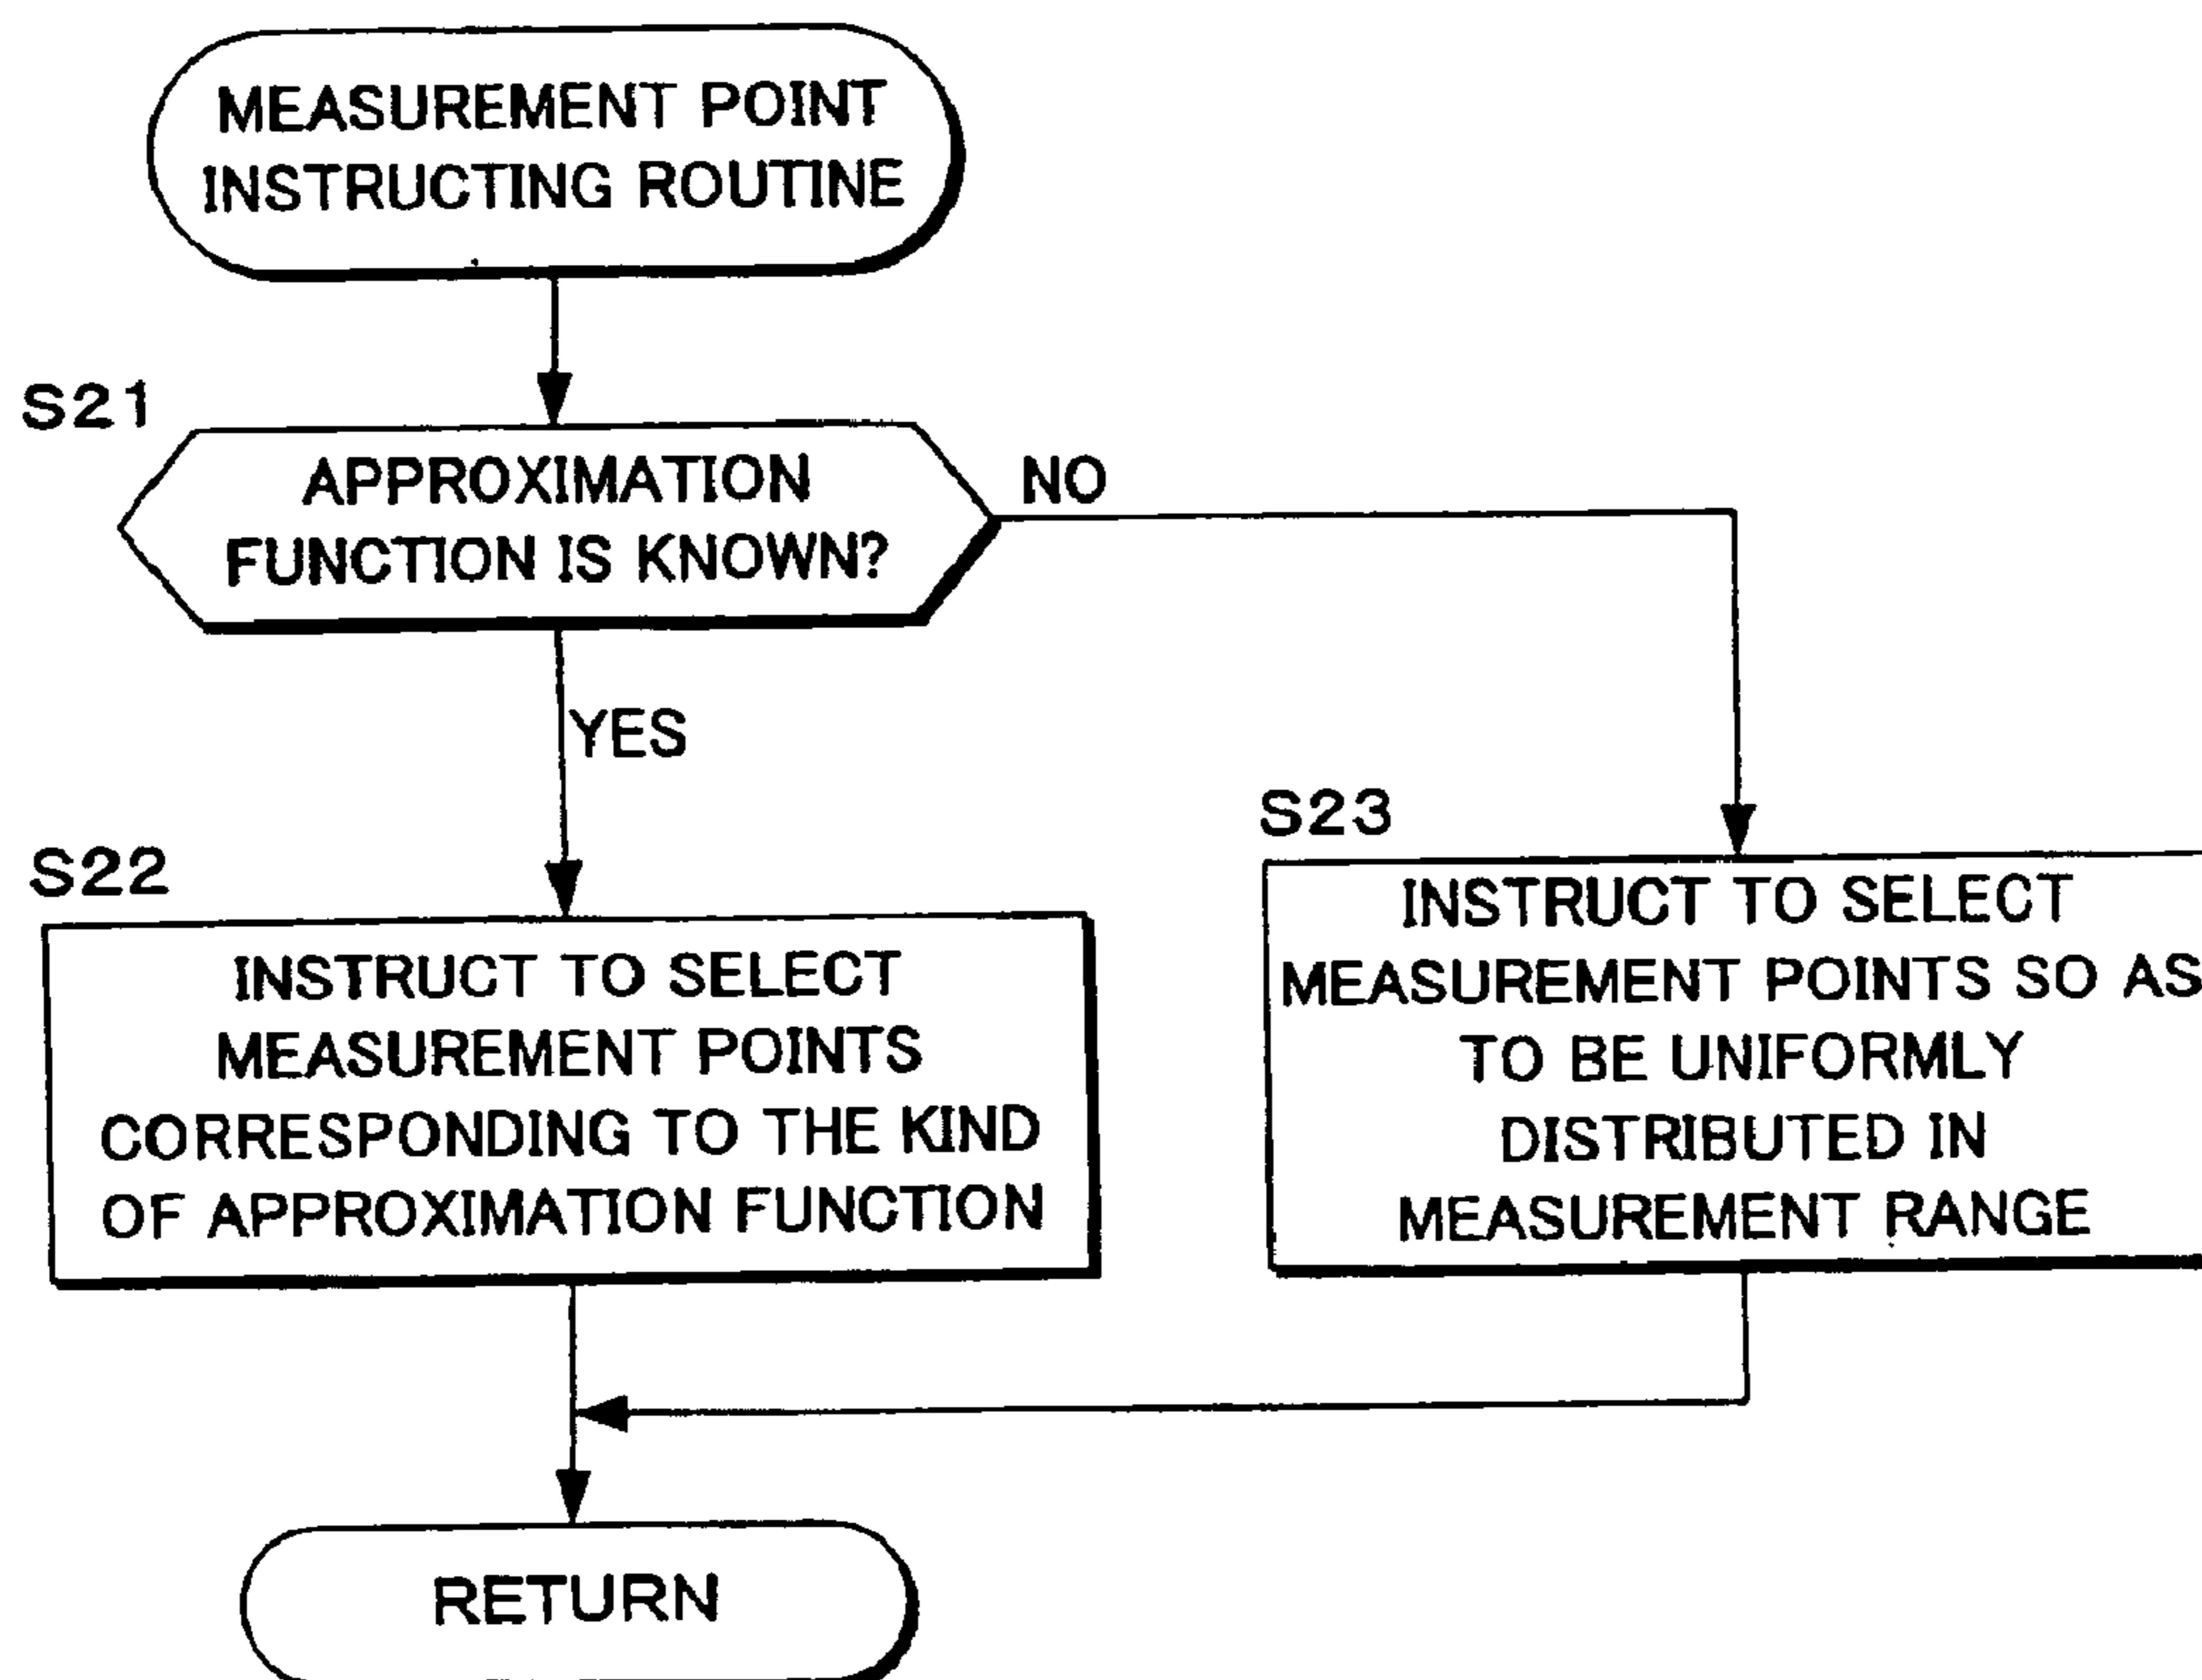 MEASUREMENT POINT
INSTRUCTING ROUTINE
S21
APPROXIMATION
FUNCTION IS KNOWN?
NO
YES
S22
INSTRUCT TO SELECT
MEASUREMENT POINTS
CORRESPONDING TO THE KIND
OF APPROXIMATION FUNCTION
S23
INSTRUCT TO SELECT
MEASUREMENT POINTS SO AS
TO BE UNIFORMLY
DISTRIBUTED IN
MEASUREMENT RANGE
RETURN